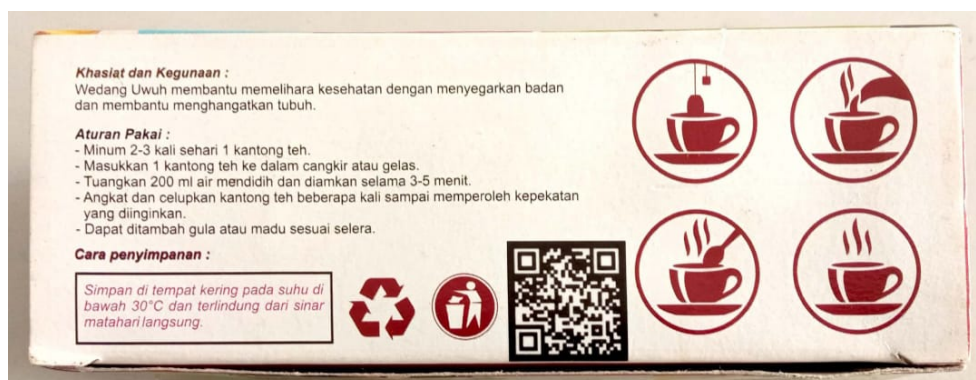 Khasiat dan Kegunaan :
Wedang Uwuh membantu memelihara kesehatan dengan menyegarkan badan
dan membantu menghangatkan tubuh.
Aturan Pakai :
- Minum 2-3 kali sehari 1 kantong teh.
- Masukkan 1 kantong teh ke dalam cangkir atau gelas.
- Tuangkan 200 ml air mendidih dan diamkan selama 3-5 menit.
- Angkat dan celupkan kantong teh beberapa kali sampai memperoleh kepekatan
yang diinginkan.
- Dapat ditambah gula atau madu sesuai selera.
Cara penyimpanan :
Simpan di tempat kering pada suhu di
bawah 30°C dan terlindung dari sinar
matahari langsung.